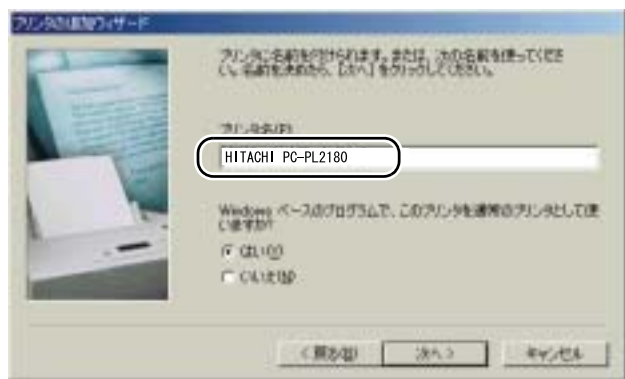 プリンタの追加ウィザード
プリンタに名前を付けられます。または、次の名前を使ってくださ
い。名前を決めたら、[次へ] をクリックしてください。
プリンタ名(P)
HITACHI PC-PL2180
Windows ベースのプログラムで、このプリンタを通常のプリンタとして使
いますか?
はい(Y)
いいえ(N)
< 戻る(B)
次へ >
キャンセル